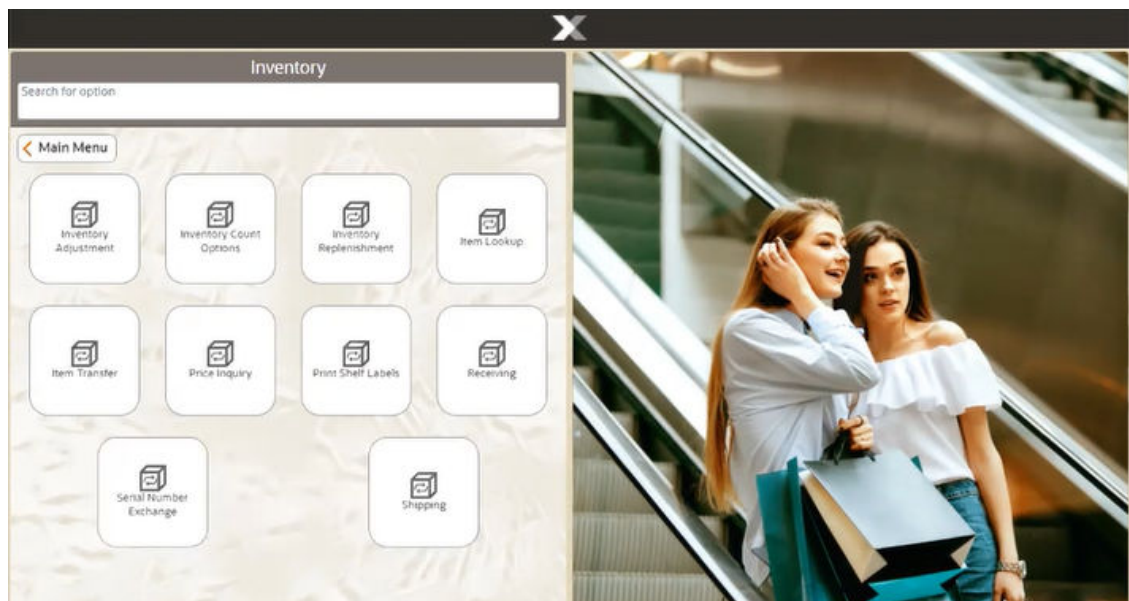 Inventory
Search for option
Main Menu
Inventory
Adjustment
Inventory Count
Options
Inventory
Replenishment
Item Lookup
Item Transfer
Price Inquiry
Print Shelf Labels
Receiving
Serial Number
Exchange
Shipping